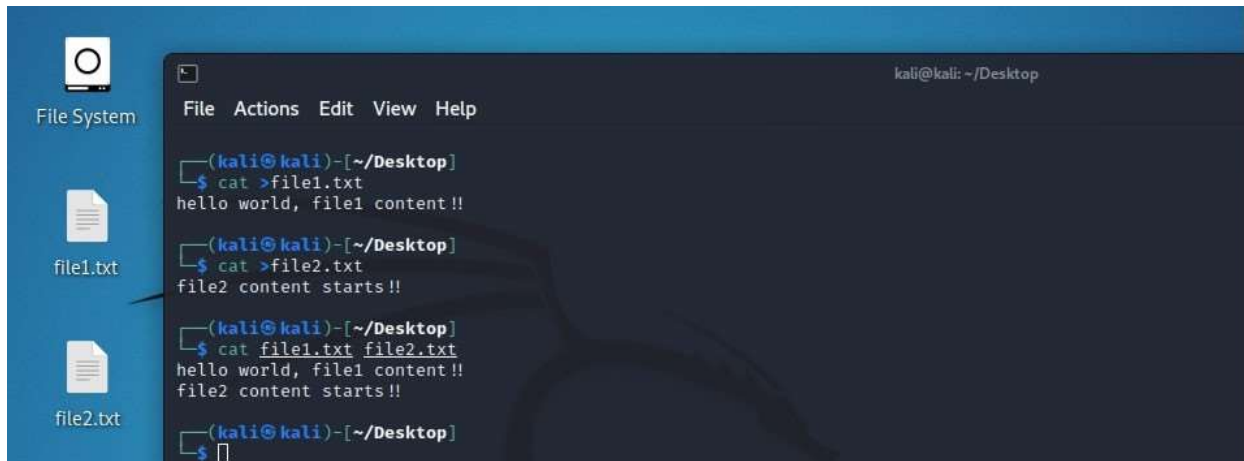 File System
file1.txt
file2.txt
kali@kali: ~/Desktop
File Actions Edit View Help
┌──(kali㉿kali)-[~/Desktop]
└─$ cat >file1.txt
hello world, file1 content!!
┌──(kali㉿kali)-[~/Desktop]
└─$ cat >file2.txt
file2 content starts!!
┌──(kali㉿kali)-[~/Desktop]
└─$ cat file1.txt file2.txt
hello world, file1 content!!
file2 content starts!!
┌──(kali㉿kali)-[~/Desktop]
└─$